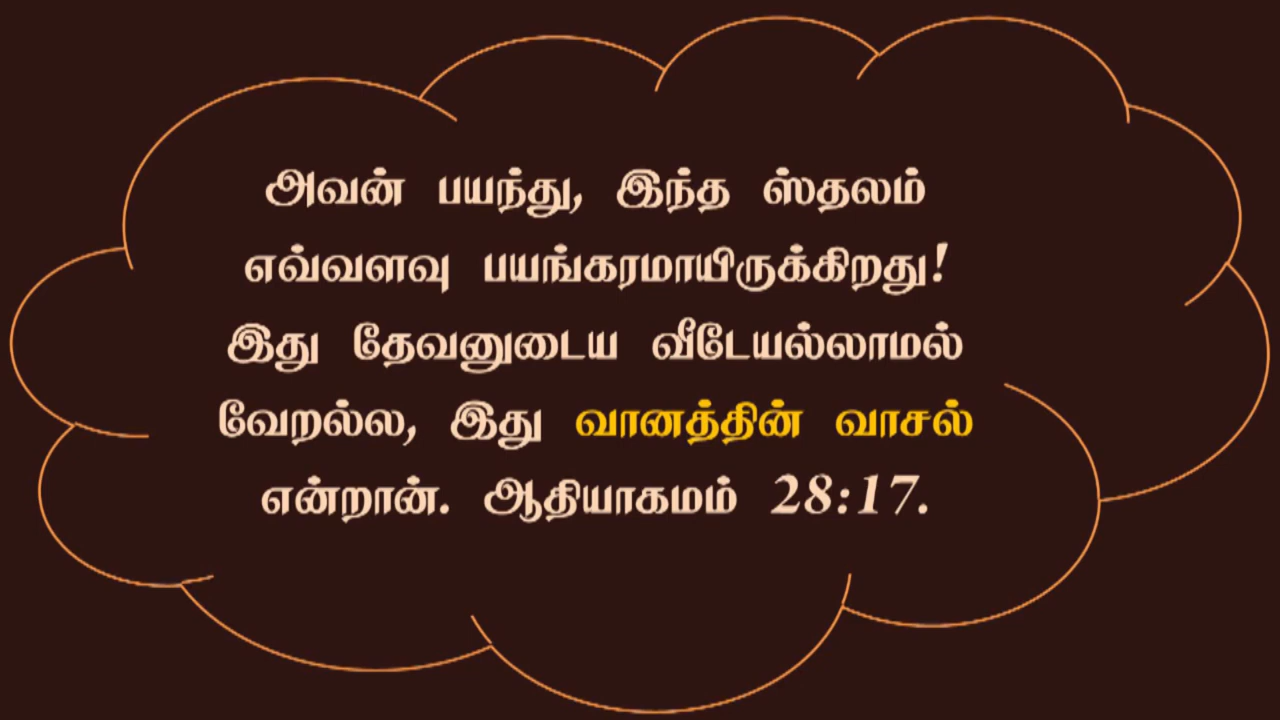 அவன் பயந்து, இந்த ஸ்தலம்
எவ்வளவு பயங்கரமாயிருக்கிறது!
இது தேவனுடைய வீடேயல்லாமல்
வேறல்ல, இது வானத்தின் வாசல்
என்றான். ஆதியாகமம் 28:17.